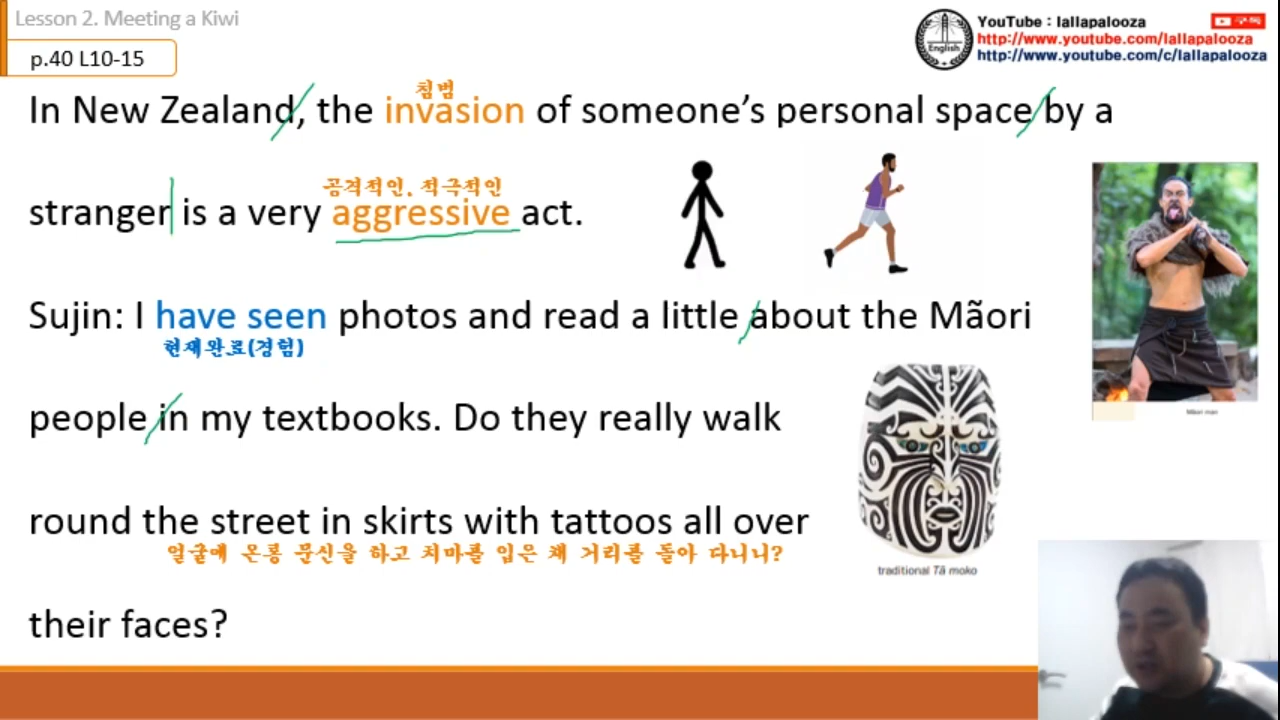 Lesson 2. Meeting a Kiwi
p.40 L10-15
YouTube : lallapalooza
구독
http://www.youtube.com/lallapalooza
http://www.youtube.com/c/lallapalooza
English
침범
In New Zealand, the invasion of someone’s personal space by a
공격적인, 적극적인
stranger is a very aggressive act.
Sujin: I have seen photos and read a little about the Mãori
현재완료(경험)
people in my textbooks. Do they really walk
round the street in skirts with tattoos all over
얼굴에 온통 문신을 하고 치마를 입은 채 거리를 돌아 다니니?
their faces?
Māori man
traditional Tā moko